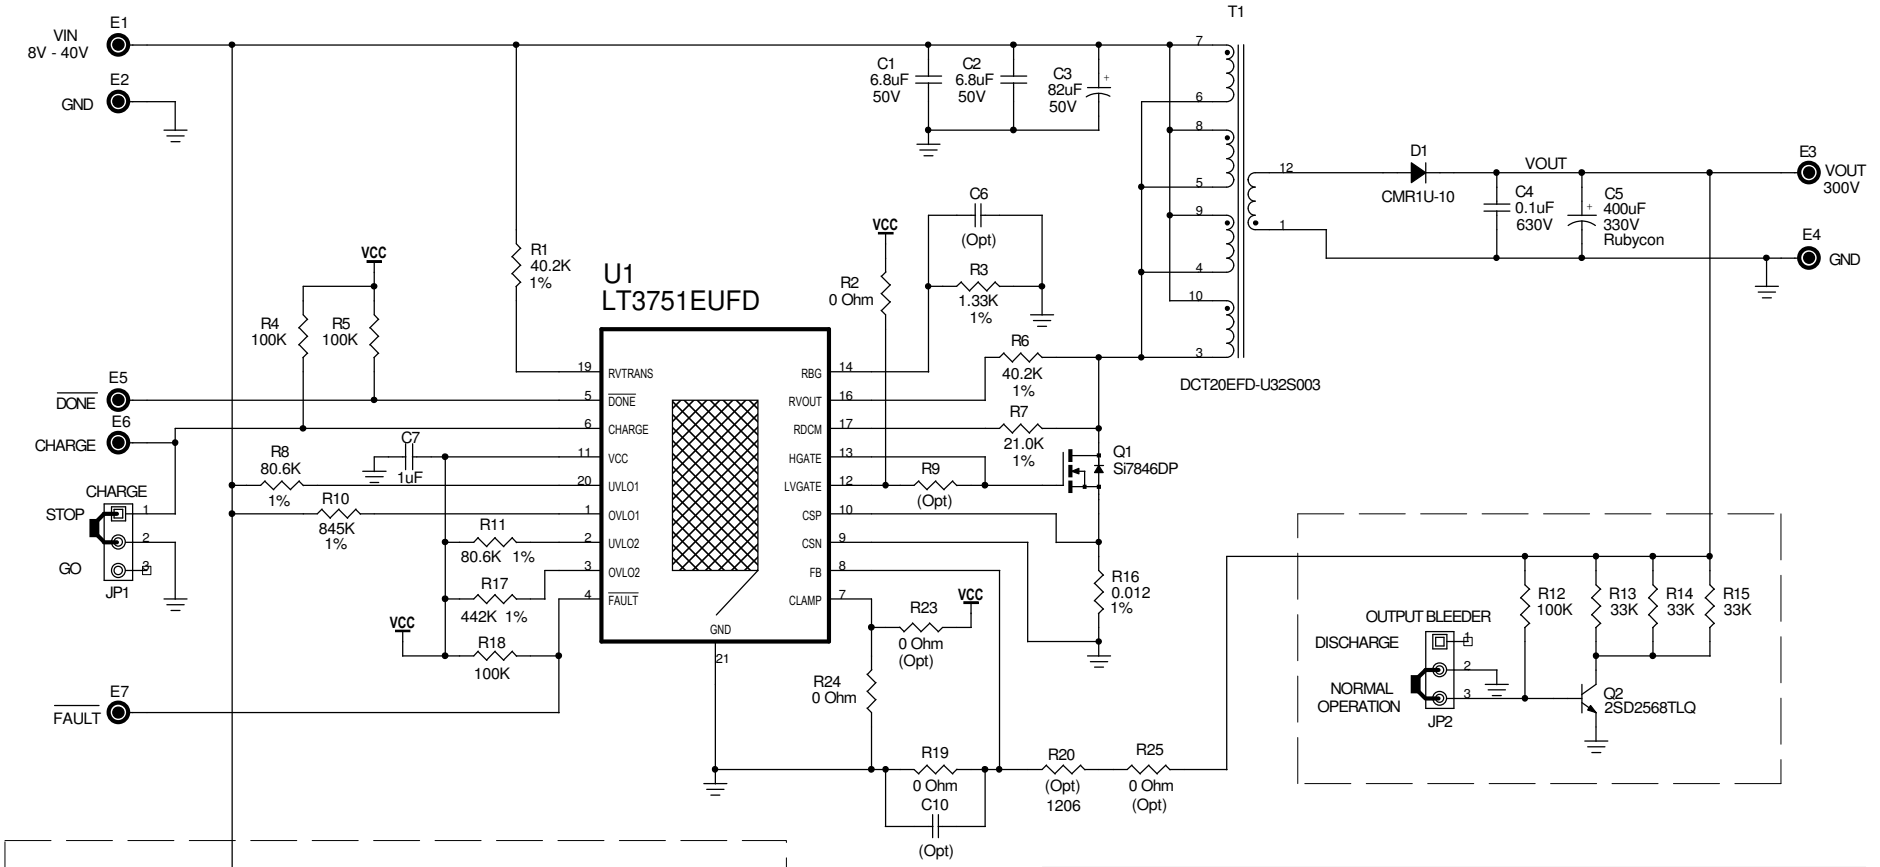 E1
VIN
8V - 40V
E2
GND
T1
7
6
8
5
9
4
10
3
12
1
DCT20EFD-U32S003
C1
6.8uF
50V
C2
6.8uF
50V
C3
+
82uF
50V
D1
CMR1U-10
VOUT
C4
0.1uF
630V
+
C5
400uF
330V
Rubycon
E3
VOUT
300V
E4
GND
VCC
R4
100K
R5
100K
R1
40.2K
1%
U1
LT3751EUFD
VCC
R2
0 Ohm
C6
(Opt)
R3
1.33K
1%
R6
40.2K
1%
R7
21.0K
1%
R9
(Opt)
Q1
Si7846DP
E5
DONE
E6
CHARGE
R8
80.6K
1%
C7
1uF
R10
845K
1%
CHARGE
STOP
GO
1
2
3
JP1
R11
80.6K 1%
R17
442K 1%
VCC
R18
100K
E7
FAULT
19 RVTRANS
5 DONE
6 CHARGE
11 VCC
20 UVLO1
1 OVLO1
2 UVLO2
3 OVLO2
4 FAULT
GND
21
RBG 14
RVOUT 16
RDCM 17
HGATE 13
LVGATE 12
CSP 10
CSN 9
FB 8
CLAMP 7
R16
0.012
1%
VCC
R23
0 Ohm
(Opt)
R24
0 Ohm
R19
0 Ohm
C10
(Opt)
R20
(Opt)
1206
R25
0 Ohm
(Opt)
OUTPUT BLEEDER
DISCHARGE
NORMAL
OPERATION
1
2
3
JP2
R12
100K
R13
33K
R14
33K
R15
33K
Q2
2SD2568TLQ